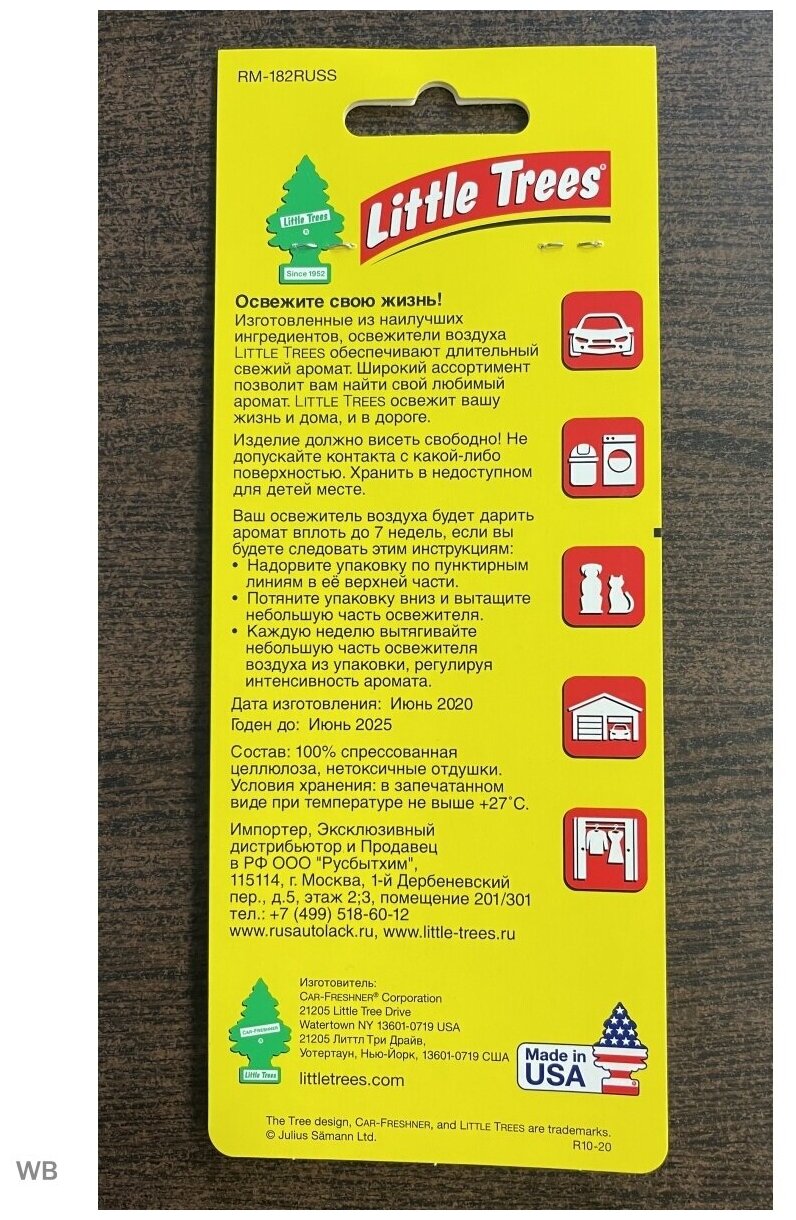 RM-182RUSS
Little Trees
Little Trees®
Since 1952
Освежите свою жизнь!
Изготовленные из наилучших
ингредиентов, освежители воздуха
LITTLE TREES обеспечивают длительный
свежий аромат. Широкий ассортимент
позволит вам найти свой любимый
аромат. LITTLE TREES освежит вашу
жизнь и дома, и в дороге.
Изделие должно висеть свободно! Не
допускайте контакта с какой-либо
поверхностью. Хранить в недоступном
для детей месте.
Ваш освежитель воздуха будет дарить
аромат вплоть до 7 недель, если вы
будете следовать этим инструкциям:
• Надорвите упаковку по пунктирным
линиям в её верхней части.
• Потяните упаковку вниз и вытащите
небольшую часть освежителя.
• Каждую неделю вытягивайте
небольшую часть освежителя
воздуха из упаковки, регулируя
интенсивность аромата.
Дата изготовления: Июнь 2020
Годен до: Июнь 2025
Состав: 100% спрессованная
целлюлоза, нетоксичные отдушки.
Условия хранения: в запечатанном
виде при температуре не выше +27˚C.
Импортер, Эксклюзивный
дистрибьютор и Продавец
в РФ ООО "Русбытхим",
115114, г. Москва, 1-й Дербеневский
пер., д.5, этаж 2;3, помещение 201/301
тел.: +7 (499) 518-60-12
www.rusautolack.ru, www.little-trees.ru
Изготовитель:
CAR-FRESHNER® Corporation
21205 Little Tree Drive
Watertown NY 13601-0719 USA
21205 Литтл Три Драйв,
Уотертаун, Нью-Йорк, 13601-0719 США
littletrees.com
CAR-FRESHNER
Little Trees
Made in
USA
The Tree design, CAR-FRESHNER, and LITTLE TREES are trademarks.
© Julius Sämann Ltd.
R10-20
WB